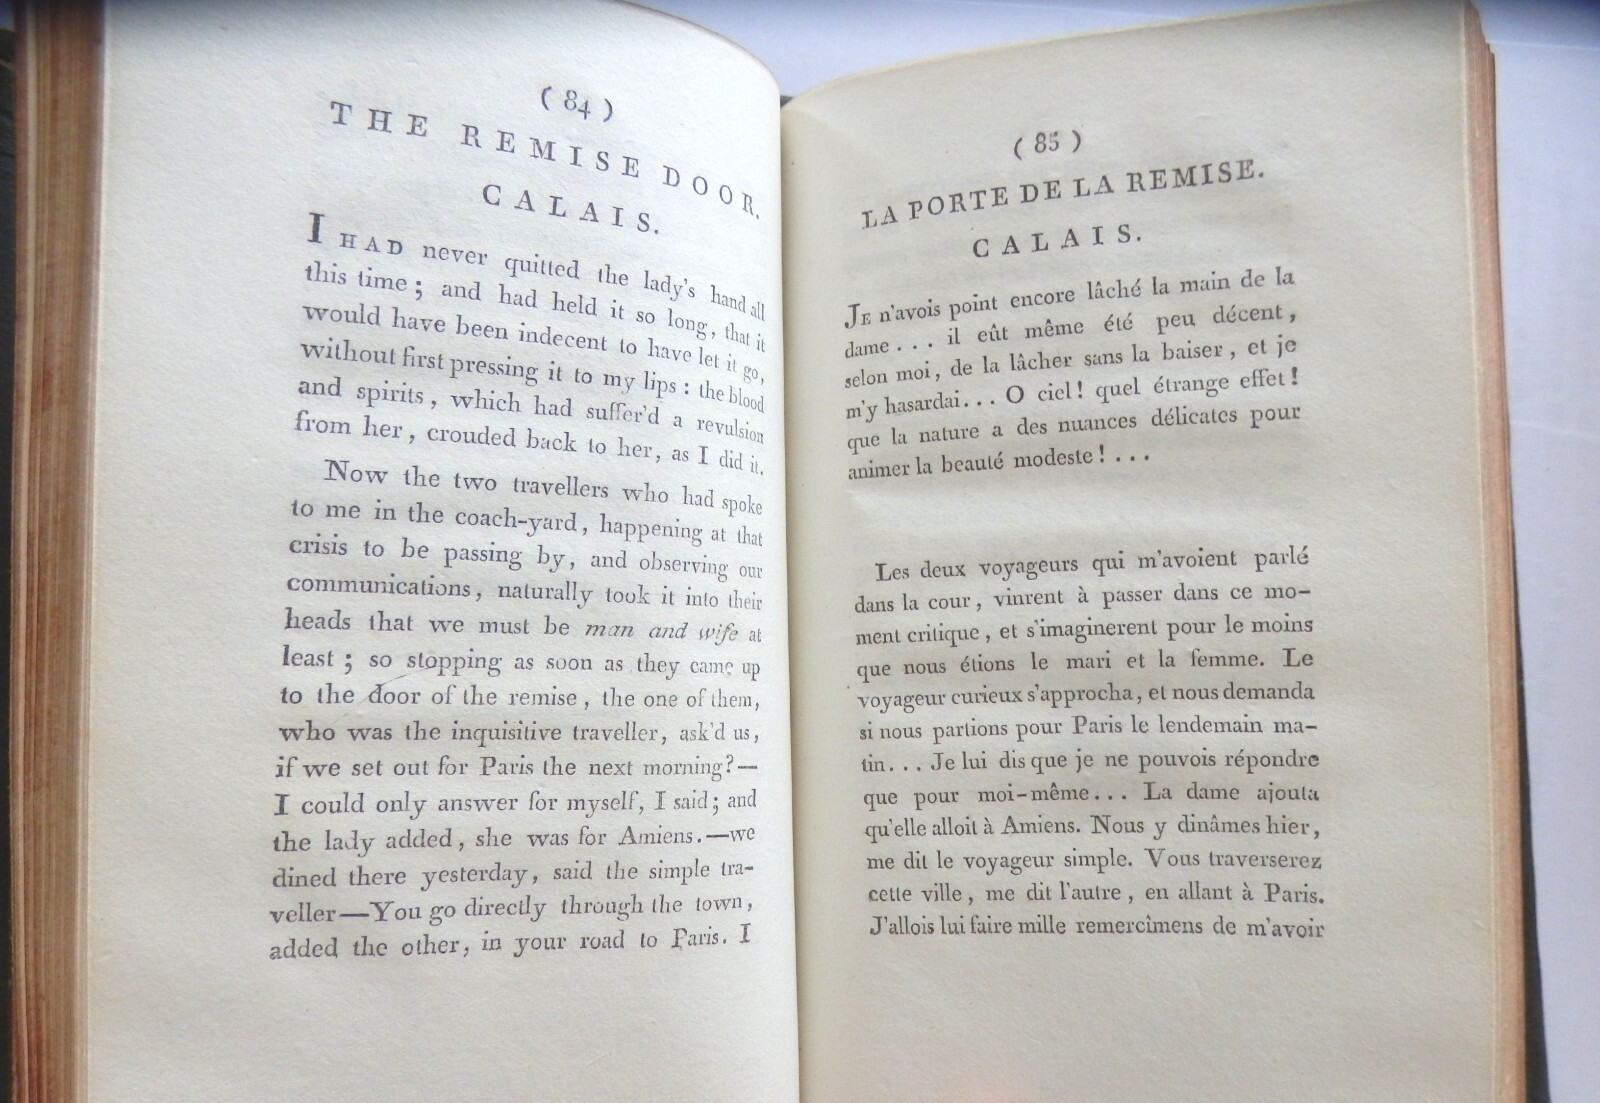 ( 84 )
THE REMISE DOOR.
CALAIS.
I HAD never quitted the lady's hand all
this time ; and had held it so long, that it
would have been indecent to have let it go,
without first pressing it to my lips : the blood
and spirits, which had suffer'd a revulsion
from her, crouded back to her, as I did it.
Now the two travellers who had spoke
to me in the coach-yard, happening at that
crisis to be passing by, and observing our
communications, naturally took it into their
heads that we must be man and wife at
least ; so stopping as soon as they came up
to the door of the remise, the one of them,
who was the inquisitive traveller, ask'd us,
if we set out for Paris the next morning?—
I could only answer for myself, I said ; and
the lady added, she was for Amiens.—we
dined there yesterday, said the simple tra-
veller—You go directly through the town,
added the other, in your road to Paris. I
( 85 )
LA PORTE DE LA REMISE.
CALAIS.
JE n'avois point encore lâché la main de la
dame . . . il eût même été peu décent,
selon moi, de la lâcher sans la baiser, et je
m'y hasardai. . . O ciel ! quel étrange effet !
que la nature a des nuances délicates pour
animer la beauté modeste ! . . .
Les deux voyageurs qui m'avoient parlé
dans la cour, vinrent à passer dans ce mo-
ment critique, et s'imaginerent pour le moins
que nous étions le mari et la femme. Le
voyageur curieux s'approcha, et nous demanda
si nous partions pour Paris le lendemain ma-
tin. . . Je lui dis que je ne pouvois répondre
que pour moi-même. . . La dame ajouta
qu'elle alloit à Amiens. Nous y dinâmes hier,
me dit le voyageur simple. Vous traverserez
cette ville, me dit l'autre, en allant à Paris.
J'allois lui faire mille remercîmens de m'avoir